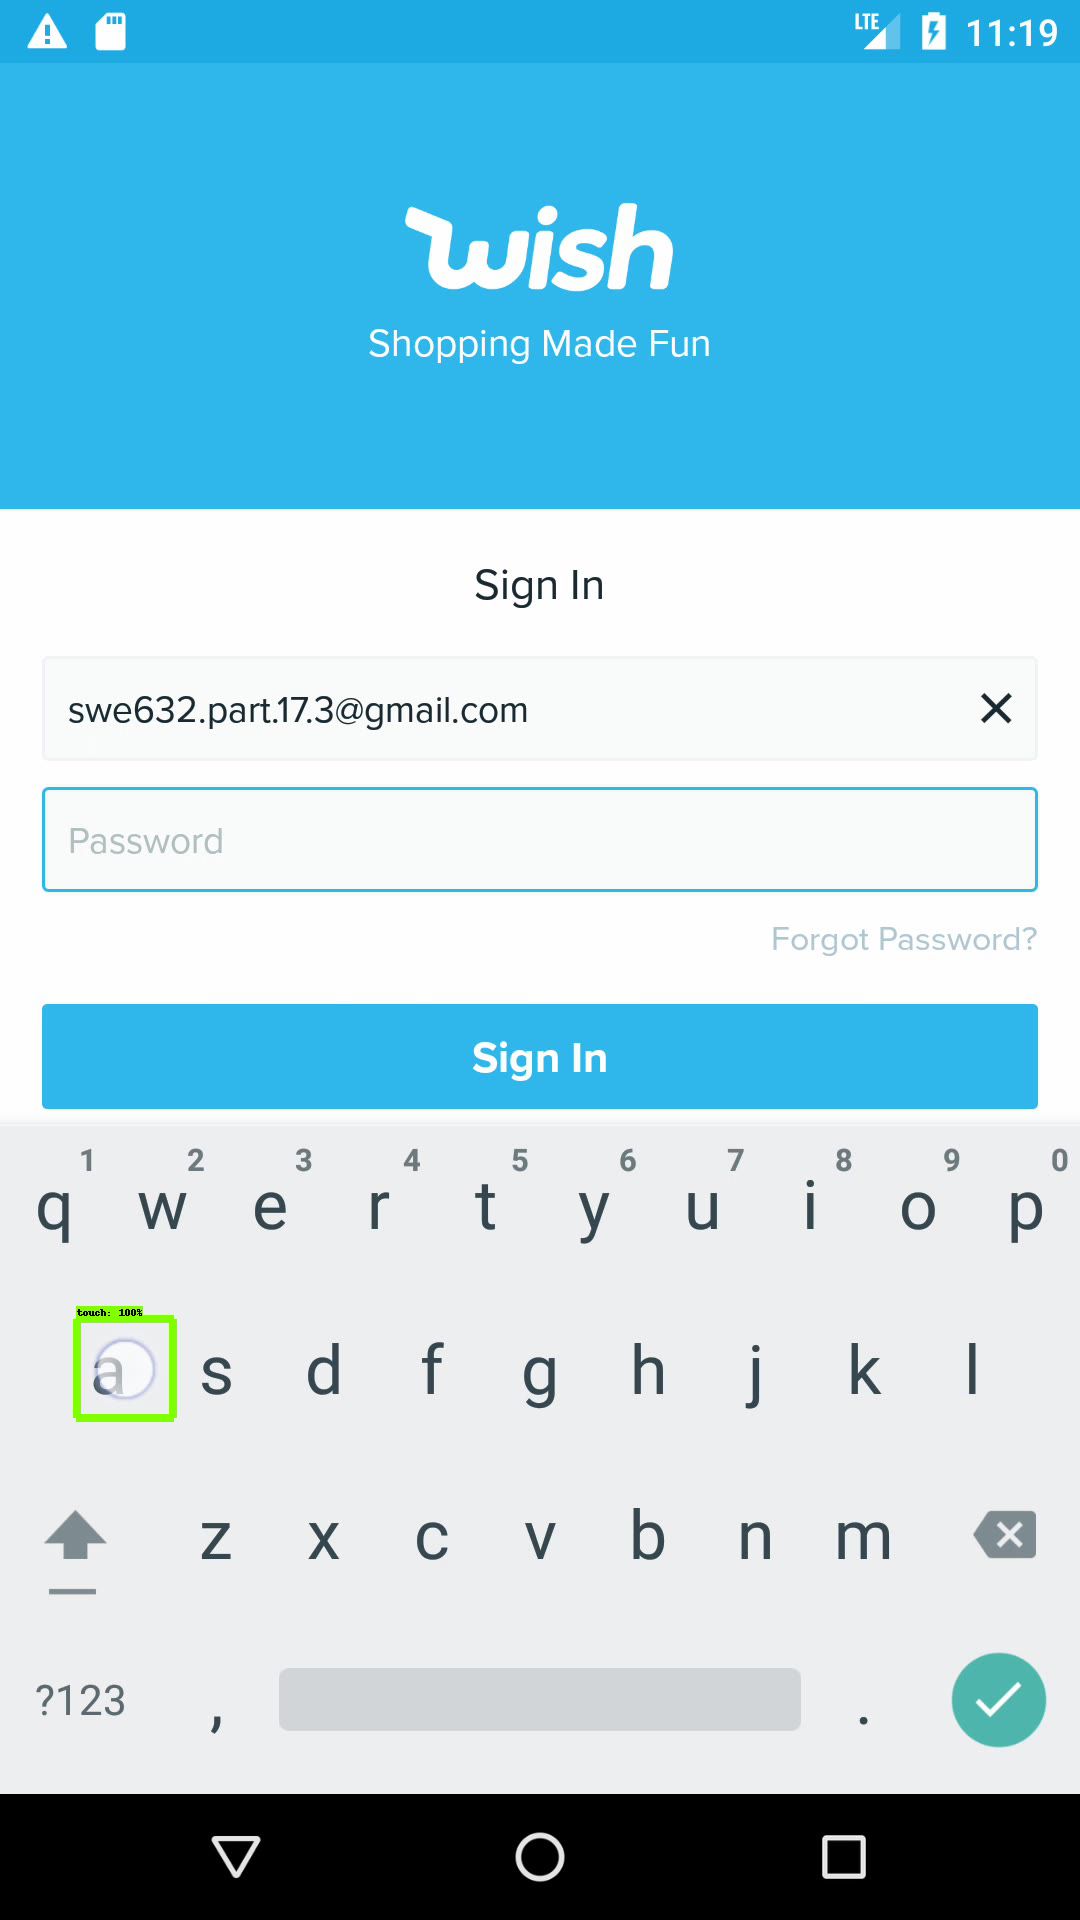 LTE 11:19
wish
Shopping Made Fun
Sign In
swe632.part.17.3@gmail.com
Password
Forgot Password?
Sign In
1 2 3 4 5 6 7 8 9 0
q w e r t y u i o p
touch: 100%
a s d f g h j k l
z x c v b n m
?123 , .